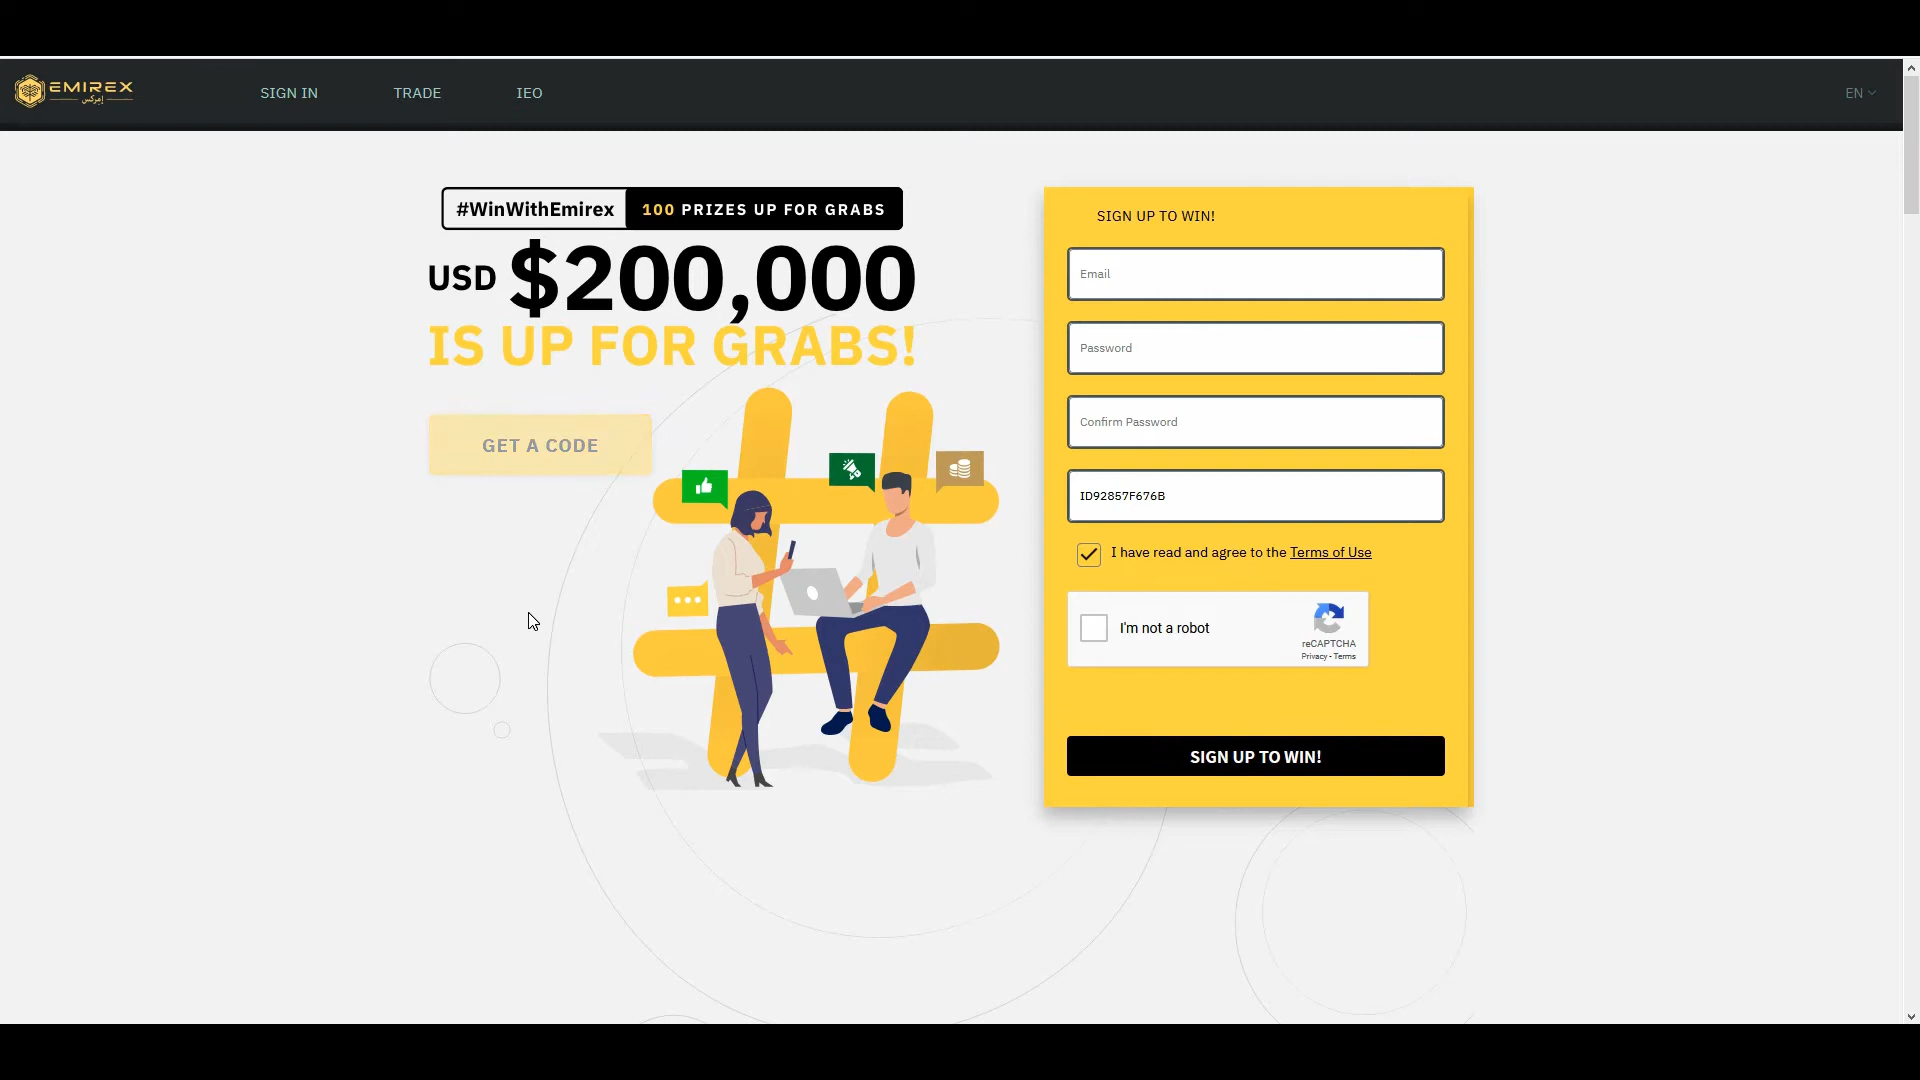 EMIREX
إمركس
SIGN IN
TRADE
IEO
EN
#WinWithEmirex
100 PRIZES UP FOR GRABS
USD $200,000
IS UP FOR GRABS!
GET A CODE
SIGN UP TO WIN!
Email
Password
Confirm Password
ID92857F676B
I have read and agree to the Terms of Use
I'm not a robot
reCAPTCHA
Privacy - Terms
SIGN UP TO WIN!